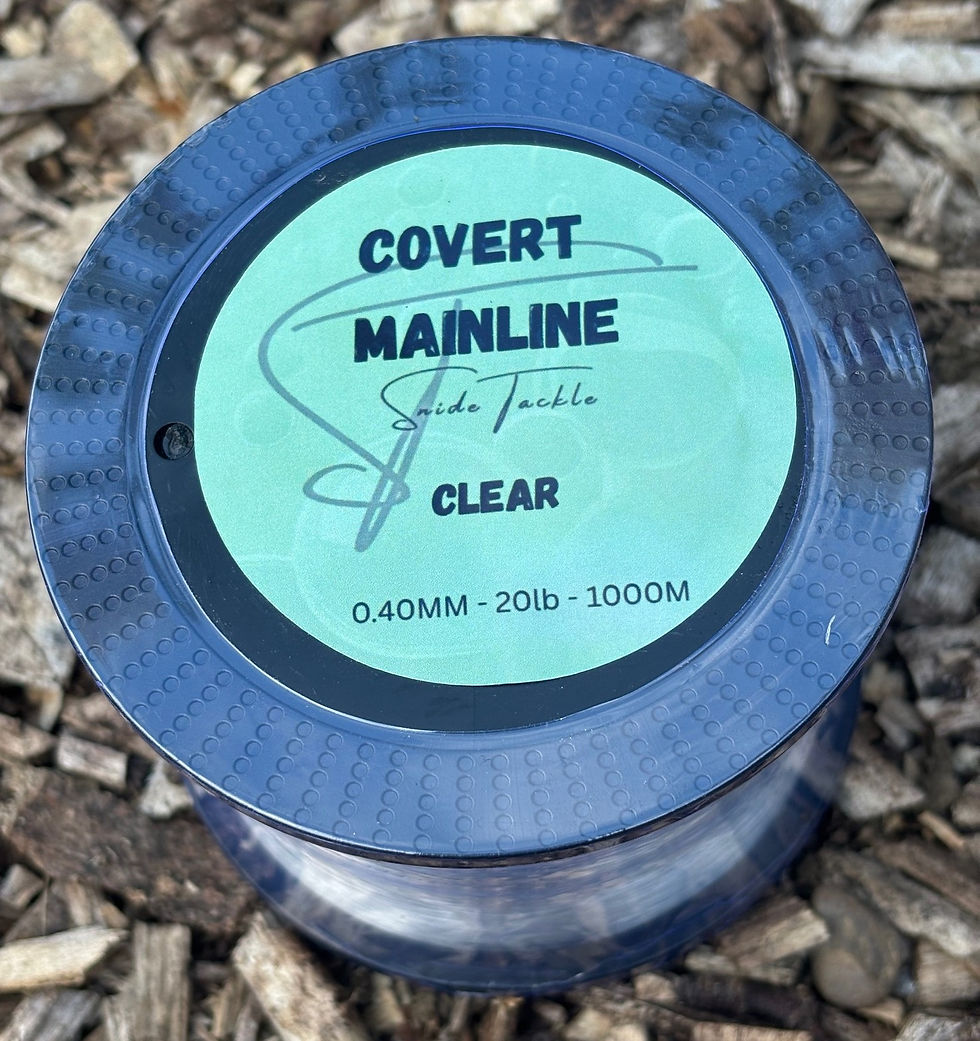 COVERT
MAINLINE
Snide Tackle
CLEAR
0.40MM - 20lb - 1000M